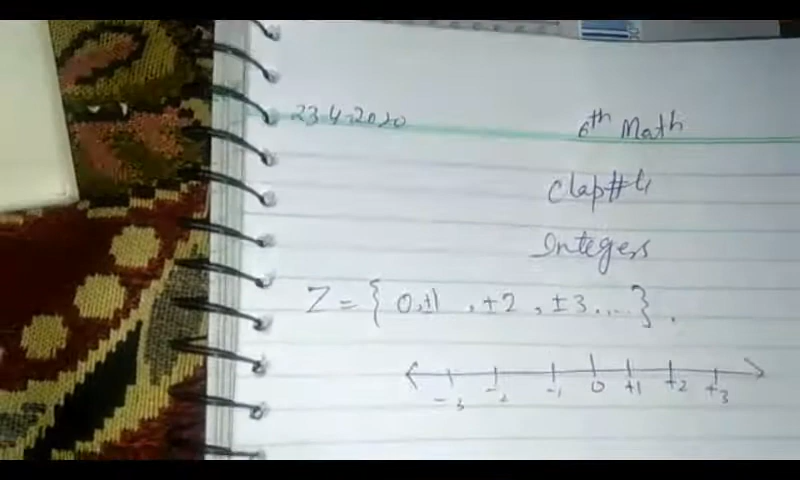 23-4-2020 6th Math
Chap#4
Integers
Z = { 0, ±1 , ±2 , ±3 .... } .
-3 -2 -1 0 +1 +2 +3